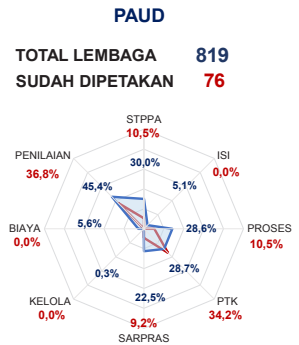 PAUD
TOTAL LEMBAGA 819
SUDAH DIPETAKAN 76
STPPA
10,5%
PENILAIAN
36,8%
ISI
0,0%
30,0%
45,4%
5,1%
BIAYA
0,0%
5,6%
28,6%
PROSES
10,5%
0,3%
28,7%
22,5%
KELOLA
0,0%
PTK
34,2%
9,2%
SARPRAS